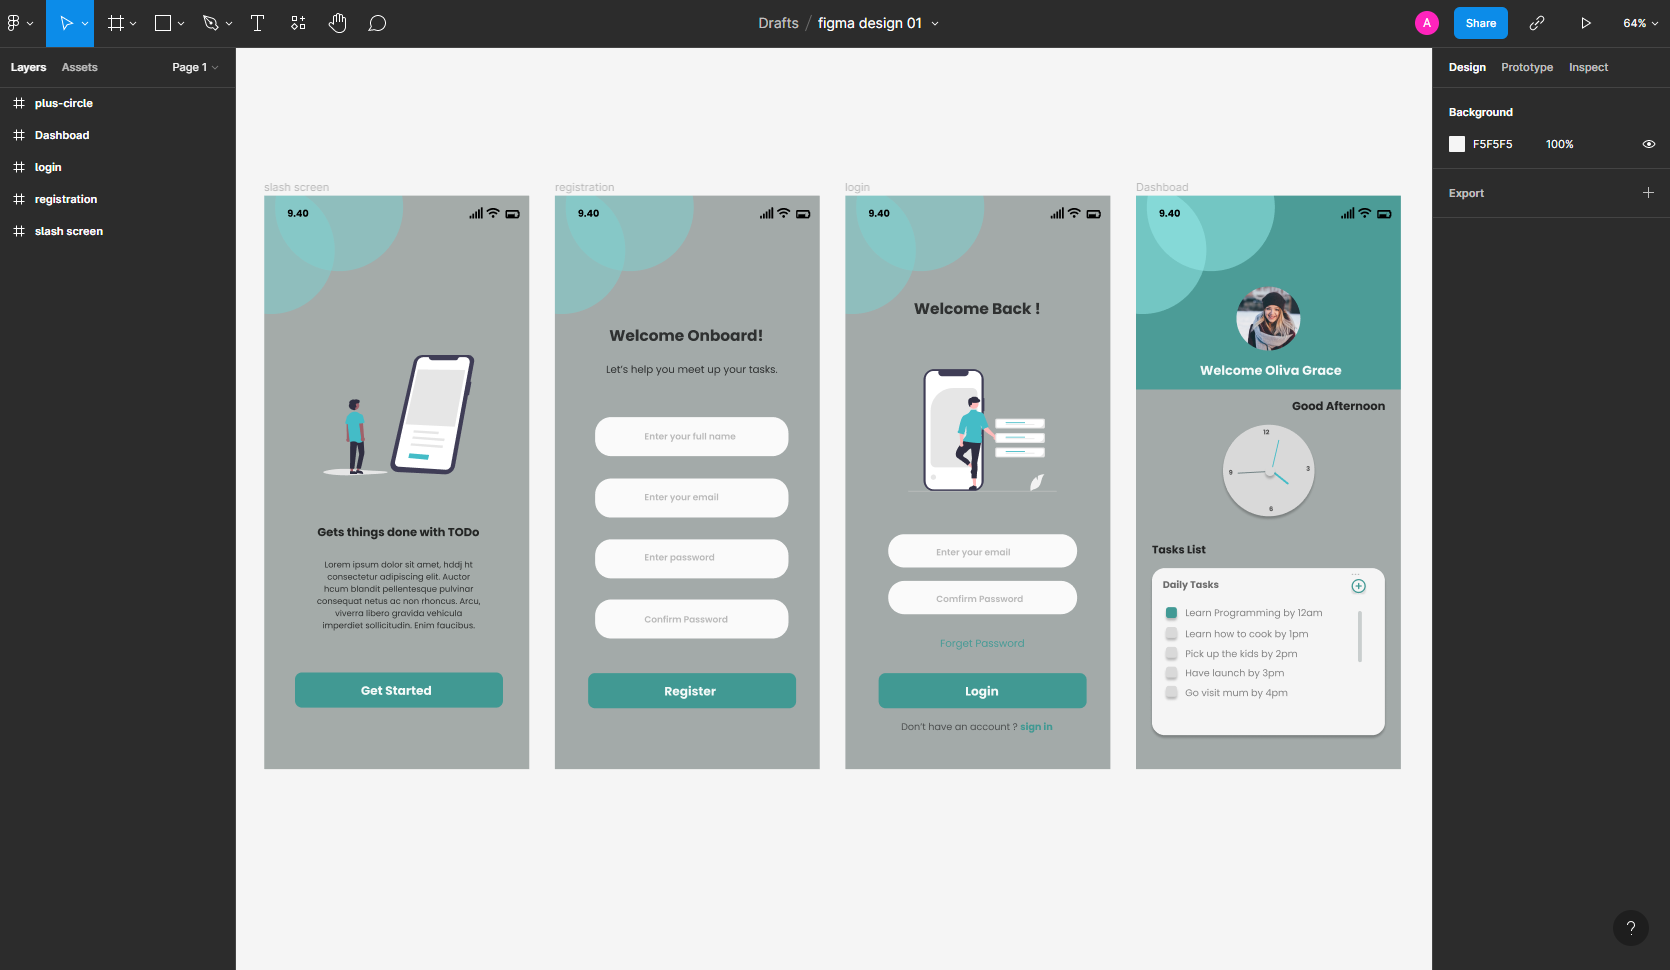 Drafts / figma design 01
A
Share
64%
Layers
Assets
Page 1
plus-circle
Dashboad
login
registration
slash screen
Design
Prototype
Inspect
Background
F5F5F5
100%
Export
slash screen
9.40
Gets things done with TODo
Lorem ipsum dolor sit amet, hddj ht
consectetur adipiscing elit. Auctor
hcum blandit pellentesque pulvinar
consequat netus ac non rhoncus. Arcu,
viverra libero gravida vehicula
imperdiet sollicitudin. Enim faucibus.
Get Started
registration
9.40
Welcome Onboard!
Let's help you meet up your tasks.
Enter your full name
Enter your email
Enter password
Confirm Password
Register
login
9.40
Welcome Back !
Enter your email
Comfirm Password
Forget Password
Login
Don't have an account ? sign in
Dashboad
9.40
Welcome Oliva Grace
Good Afternoon
12
9
3
6
Tasks List
Daily Tasks
Learn Programming by 12am
Learn how to cook by 1pm
Pick up the kids by 2pm
Have launch by 3pm
Go visit mum by 4pm
?